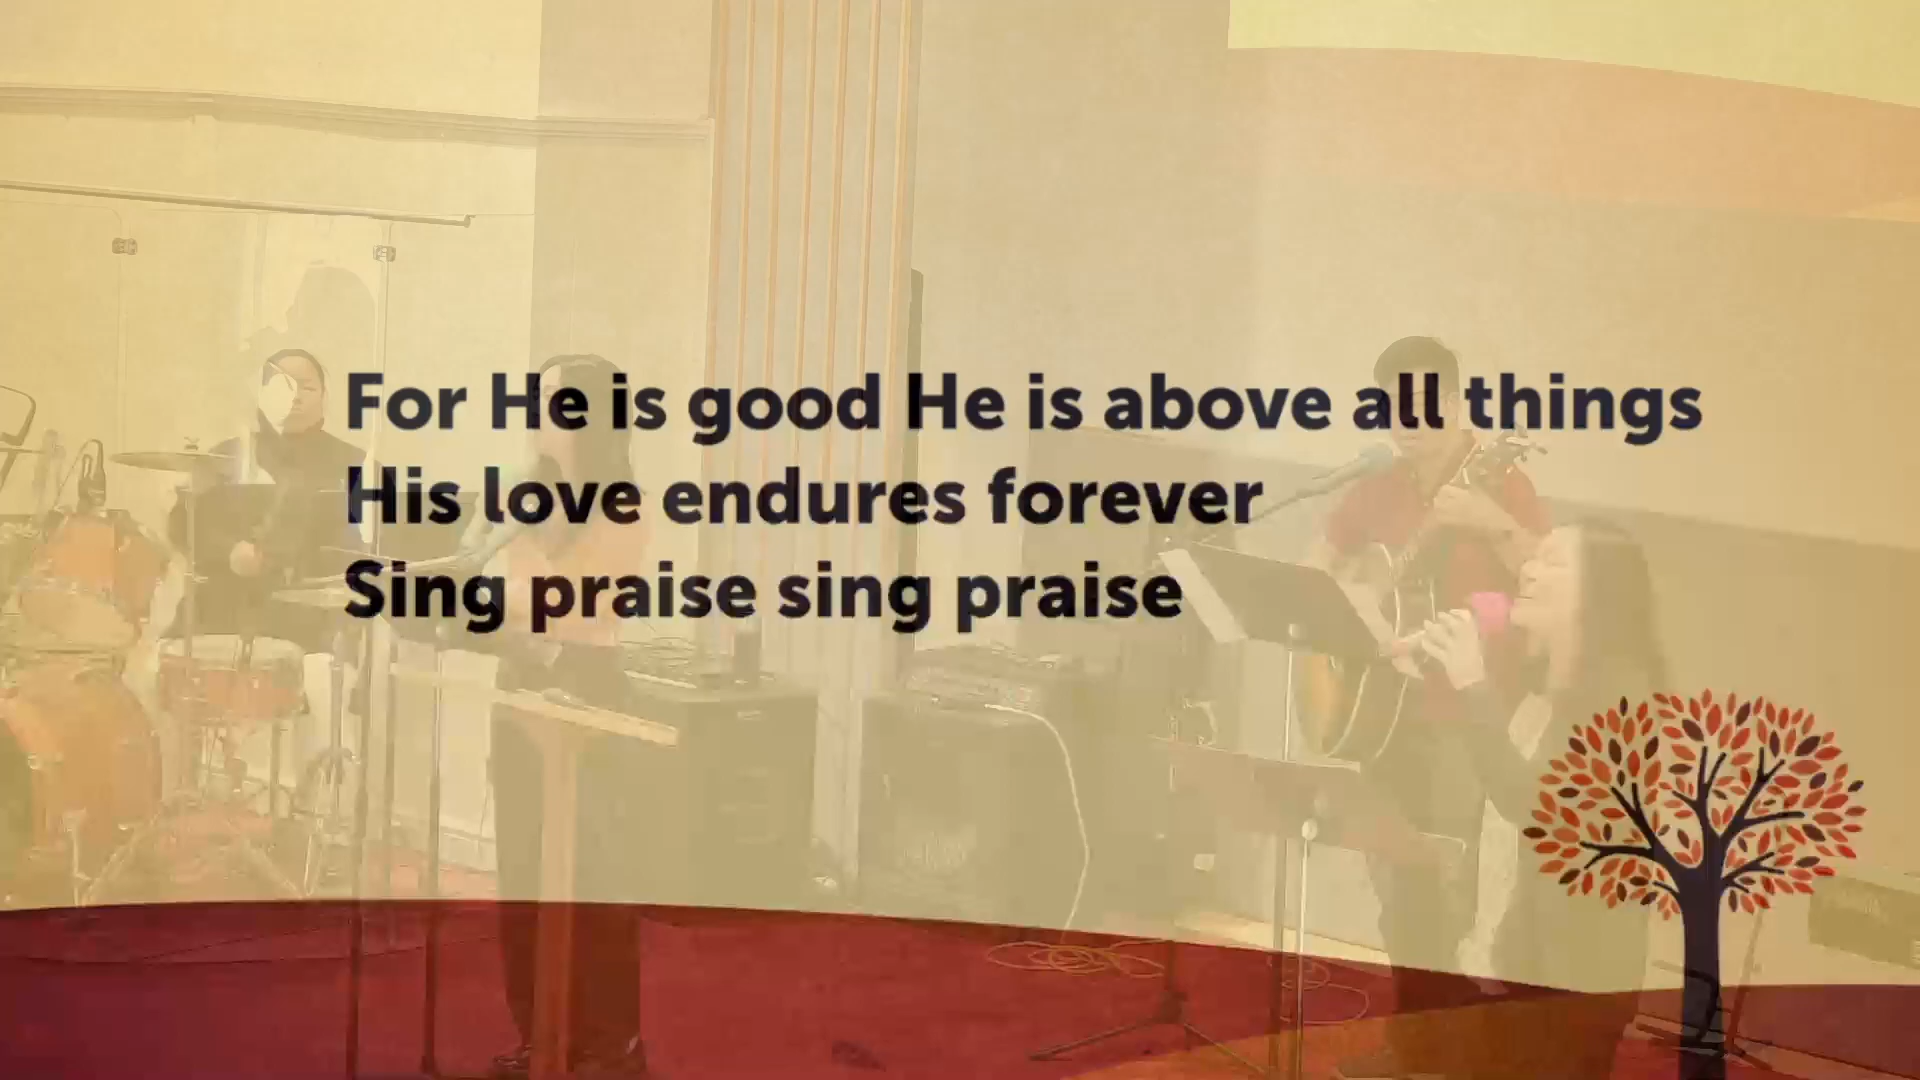 For He is good He is above all things
His love endures forever
Sing praise sing praise